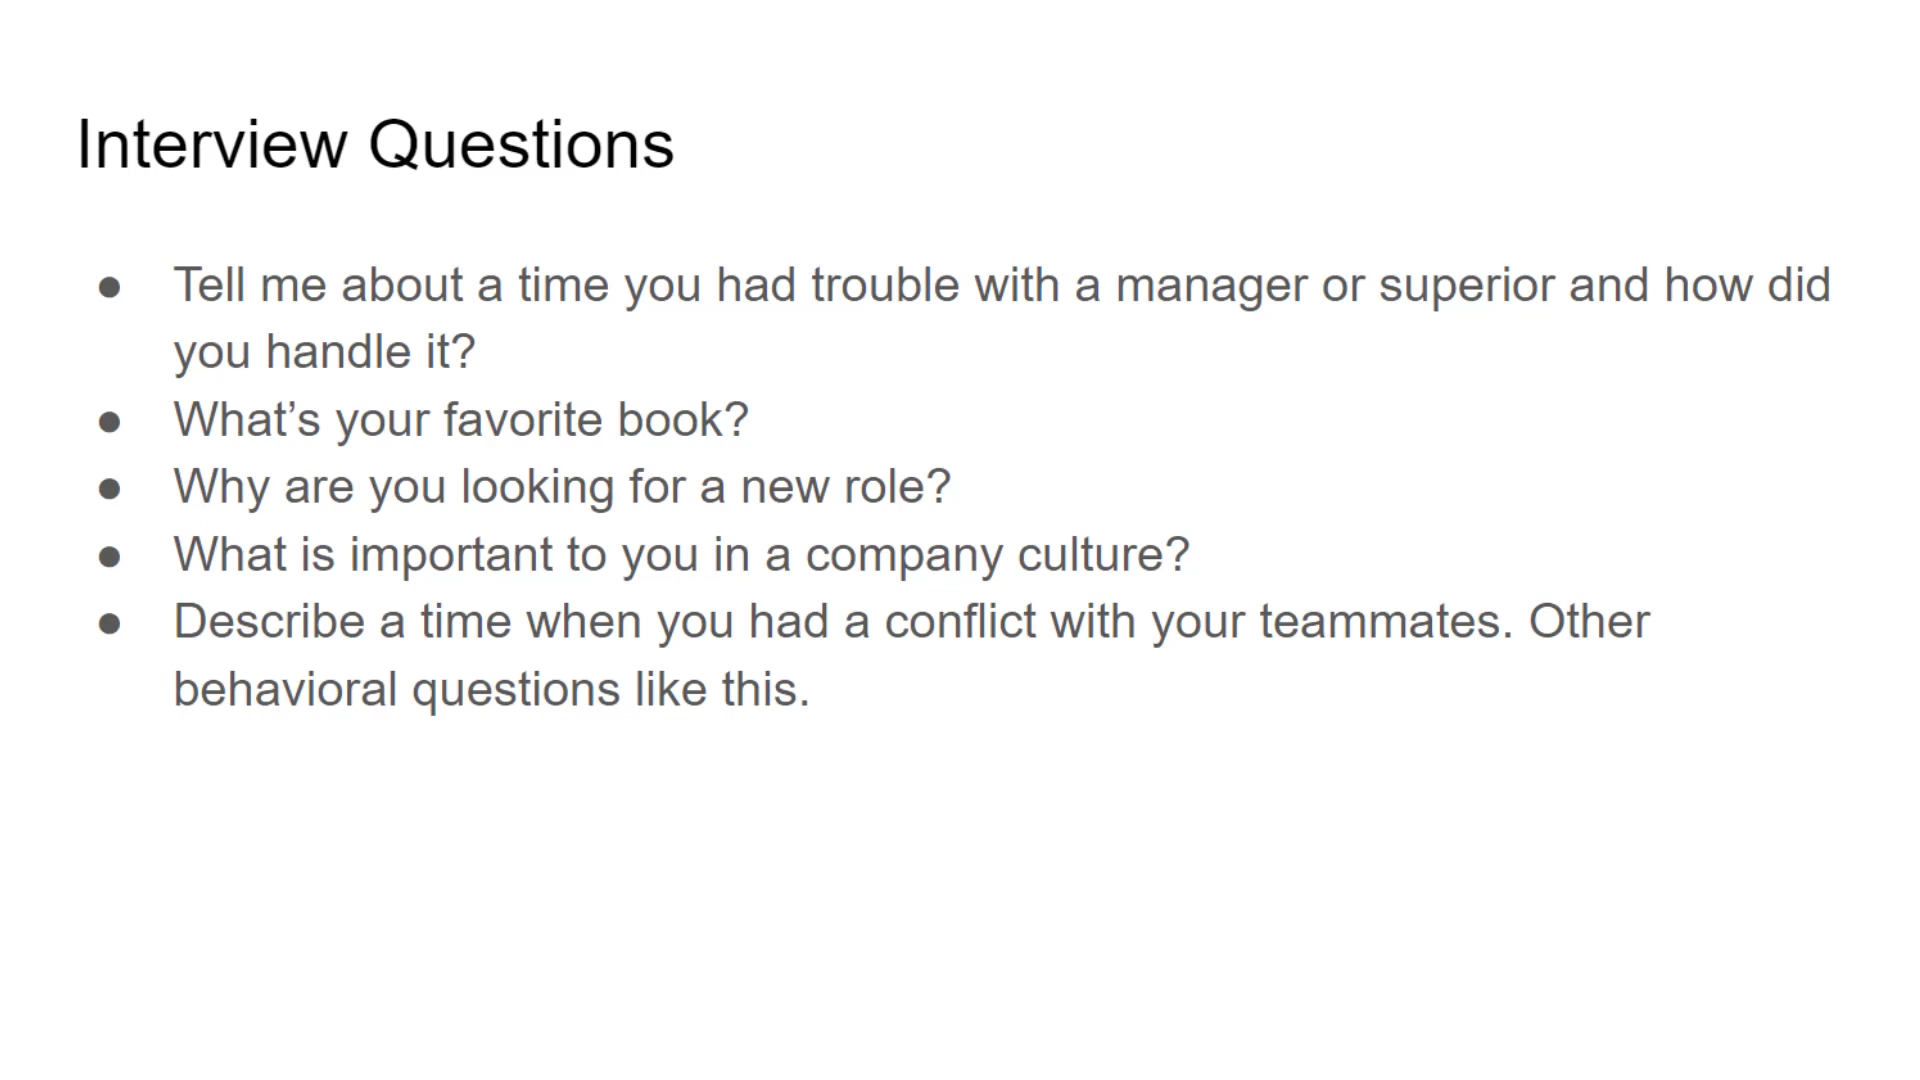 Interview Questions
● Tell me about a time you had trouble with a manager or superior and how did
you handle it?
● What’s your favorite book?
● Why are you looking for a new role?
● What is important to you in a company culture?
● Describe a time when you had a conflict with your teammates. Other
behavioral questions like this.